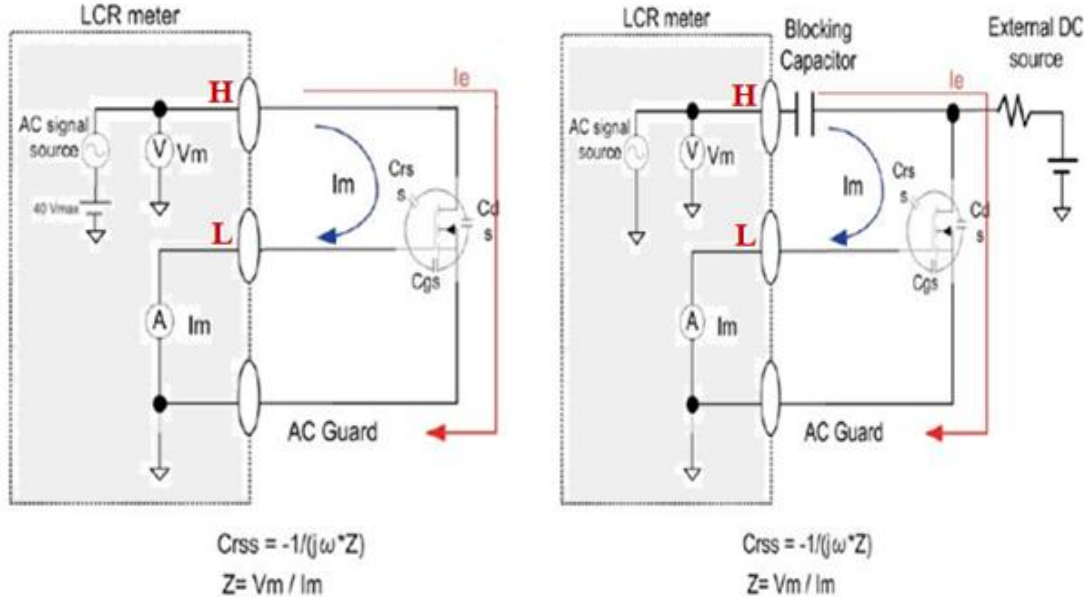 LCR meter
H
Ie
AC signal
source
V
Vm
40 Vmax
Im
Crs
s
Cd
s
L
Cgs
A
Im
AC Guard
Crss = -1/(jω*Z)
Z= Vm / Im
LCR meter
Blocking
Capacitor
External DC
source
H
Ie
AC signal
source
V
Vm
Im
Crs
s
Cd
s
L
Cgs
A
Im
AC Guard
Crss = -1/(jω*Z)
Z= Vm / Im